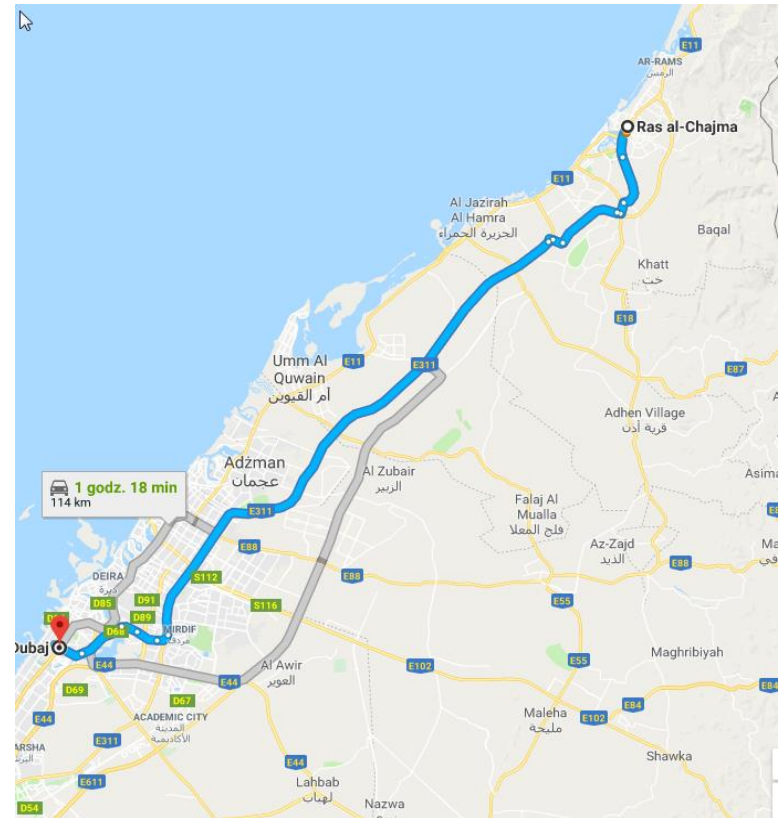 E11
AR-RAMS
الرمس
Ras al-Chajma
E11
Al Jazirah
Al Hamra
الجزيرة الحمراء
Baqal
Khatt
خت
E18
E11
E311
E87
Umm Al
Quwain
أم القيوين
Adhen Village
قرية أذن
Adżman
عجمان
Al Zubair
الزبير
1 godz. 18 min
114 km
Asima
Falaj Al
Mualla
فلج المعلا
E311
E88
Az-Zajd
الذيد
E88
DEIRA
ديرة
S112
E88
D91
D85
S116
E55
D89
D68
MIRDIF
مردف
Dubaj
E44
E102
E55
Maghribiyah
Al Awir
العوير
D69
E44
D67
E84
E84
ACADEMIC CITY
المدينة
الأكاديمية
Maleha
مليحة
E102
E44
E311
ARSHA
Shawka
E44
E611
Lahbab
لهباب
Nazwa
D54